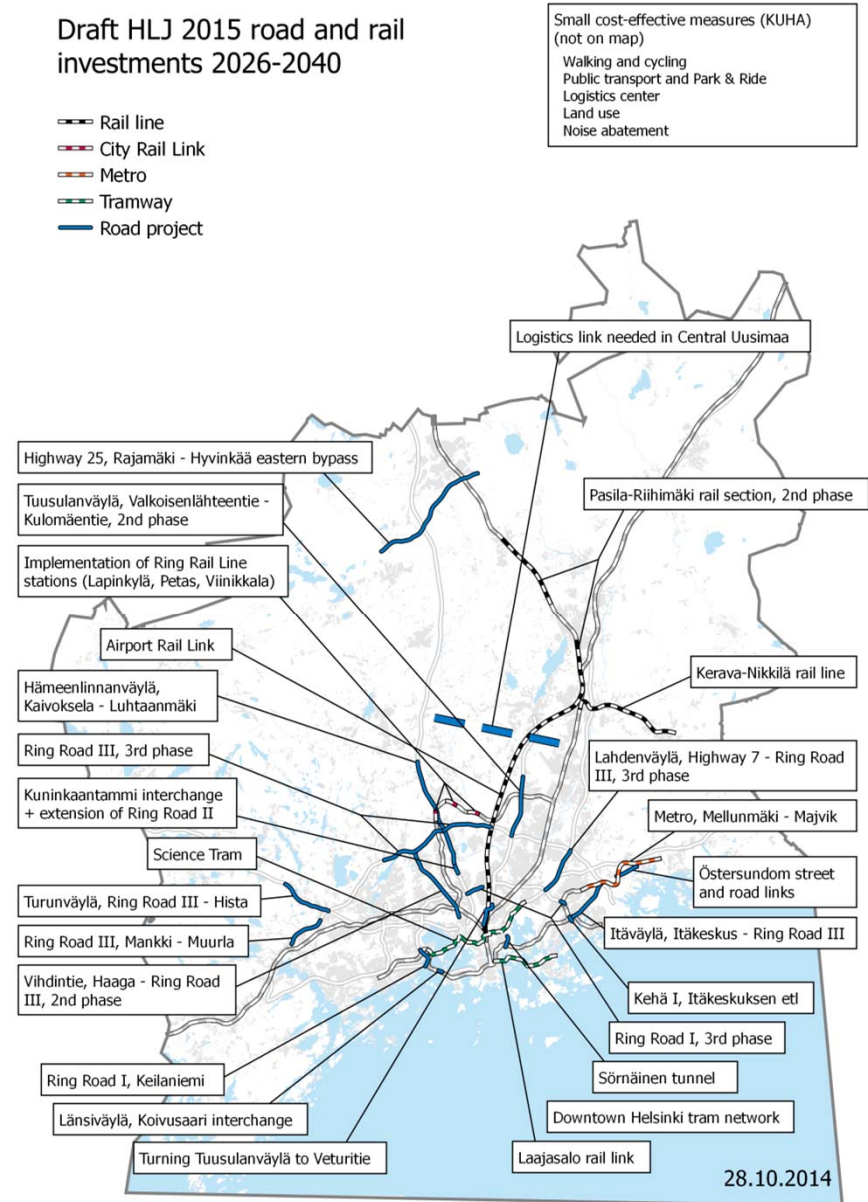 Draft HLJ 2015 road and rail
investments 2026-2040
Rail line
City Rail Link
Metro
Tramway
Road project
Small cost-effective measures (KUHA)
(not on map)
Walking and cycling
Public transport and Park & Ride
Logistics center
Land use
Noise abatement
Logistics link needed in Central Uusimaa
Highway 25, Rajamäki - Hyvinkää eastern bypass
Tuusulanväylä, Valkoisenlähteentie -
Kulomäentie, 2nd phase
Pasila-Riihimäki rail section, 2nd phase
Implementation of Ring Rail Line
stations (Lapinkylä, Petas, Viinikkala)
Airport Rail Link
Kerava-Nikkilä rail line
Hämeenlinnanväylä,
Kaivoksela - Luhtaanmäki
Ring Road III, 3rd phase
Lahdenväylä, Highway 7 - Ring Road
III, 3rd phase
Kuninkaantammi interchange
+ extension of Ring Road II
Metro, Mellunmäki - Majvik
Science Tram
Östersundom street
and road links
Turunväylä, Ring Road III - Hista
Itäväylä, Itäkeskus - Ring Road III
Ring Road III, Mankki - Muurla
Vihdintie, Haaga - Ring Road
III, 2nd phase
Kehä I, Itäkeskuksen etl
Ring Road I, 3rd phase
Ring Road I, Keilaniemi
Sörnäinen tunnel
Länsiväylä, Koivusaari interchange
Downtown Helsinki tram network
Turning Tuusulanväylä to Veturitie
Laajasalo rail link
28.10.2014